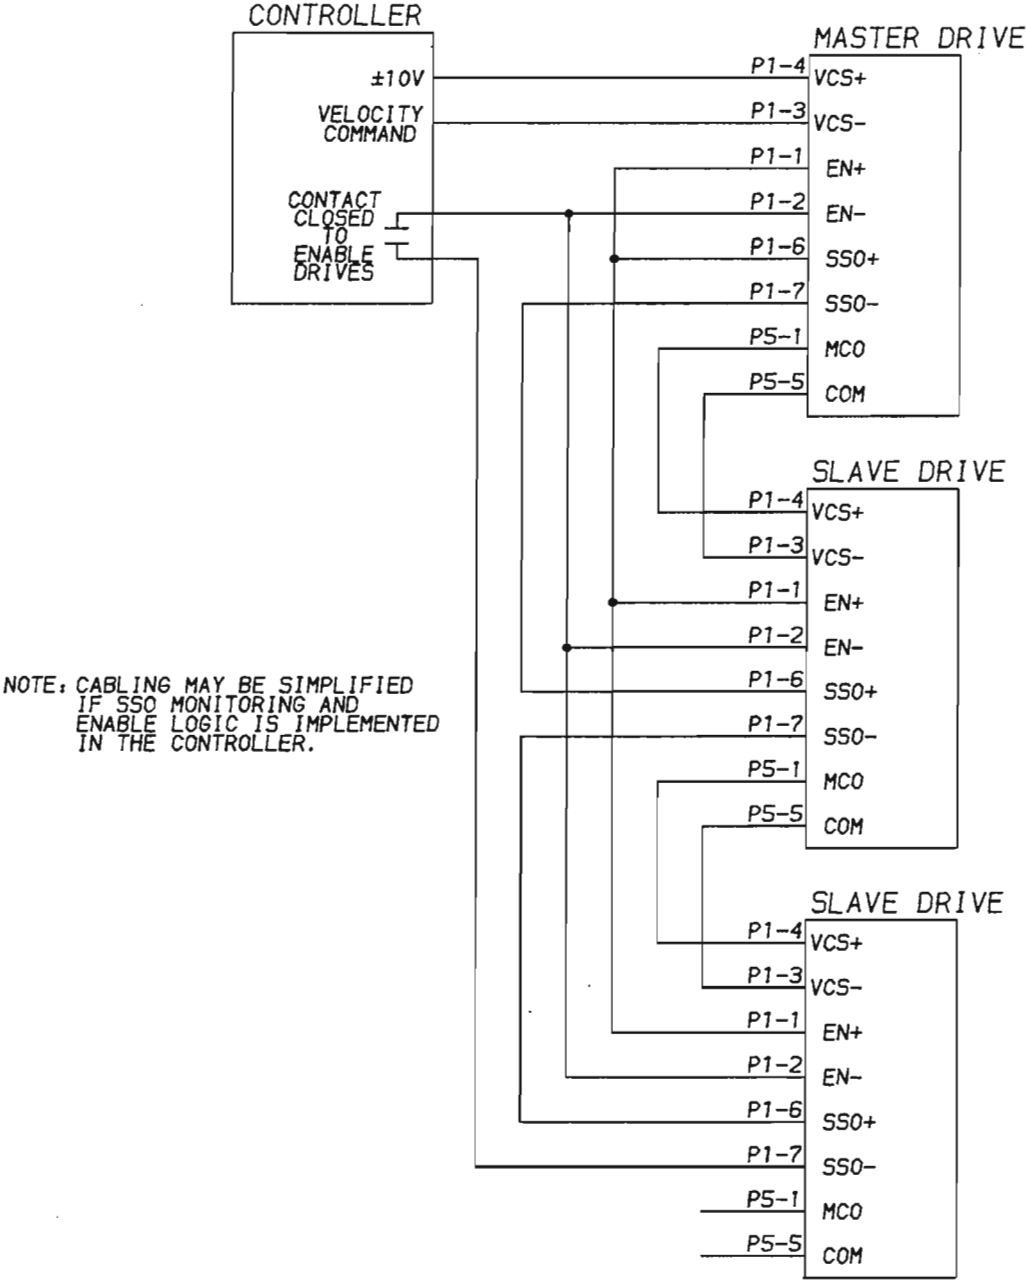 CONTROLLER
±10V
VELOCITY
COMMAND
CONTACT
CLOSED
TO
ENABLE
DRIVES
MASTER DRIVE
P1-4 VCS+
P1-3 VCS-
P1-1 EN+
P1-2 EN-
P1-6 SSO+
P1-7 SSO-
P5-1 MCO
P5-5 COM
SLAVE DRIVE
P1-4 VCS+
P1-3 VCS-
P1-1 EN+
P1-2 EN-
P1-6 SSO+
P1-7 SSO-
P5-1 MCO
P5-5 COM
NOTE: CABLING MAY BE SIMPLIFIED
IF SSO MONITORING AND
ENABLE LOGIC IS IMPLEMENTED
IN THE CONTROLLER.
SLAVE DRIVE
P1-4 VCS+
P1-3 VCS-
P1-1 EN+
P1-2 EN-
P1-6 SSO+
P1-7 SSO-
P5-1 MCO
P5-5 COM